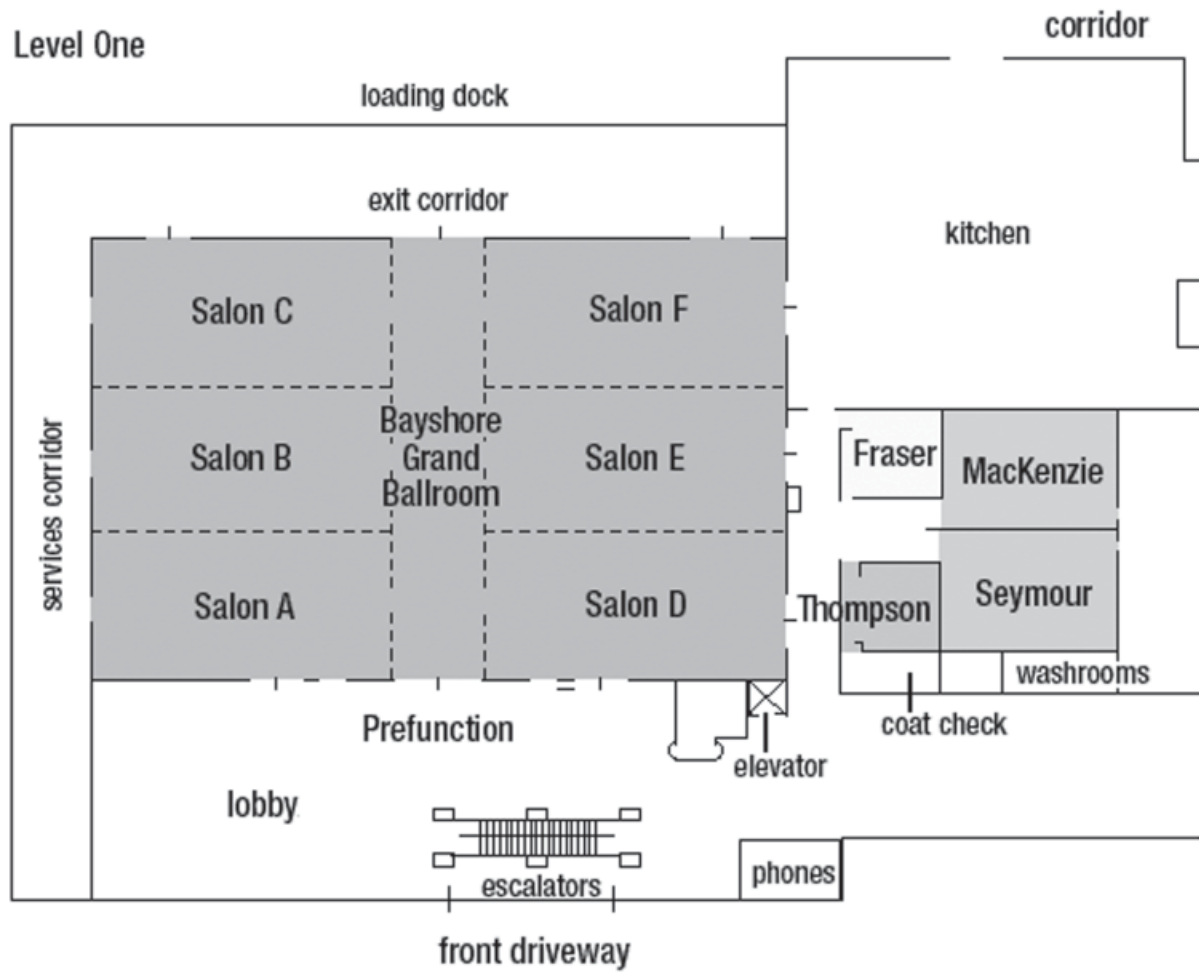 corridor
Level One
loading dock
exit corridor
kitchen
Salon C
Salon F
services corridor
Bayshore
Grand
Ballroom
Salon B
Salon E
Fraser
MacKenzie
Salon A
Salon D
Thompson
Seymour
washrooms
coat check
Prefunction
elevator
lobby
escalators
phones
front driveway